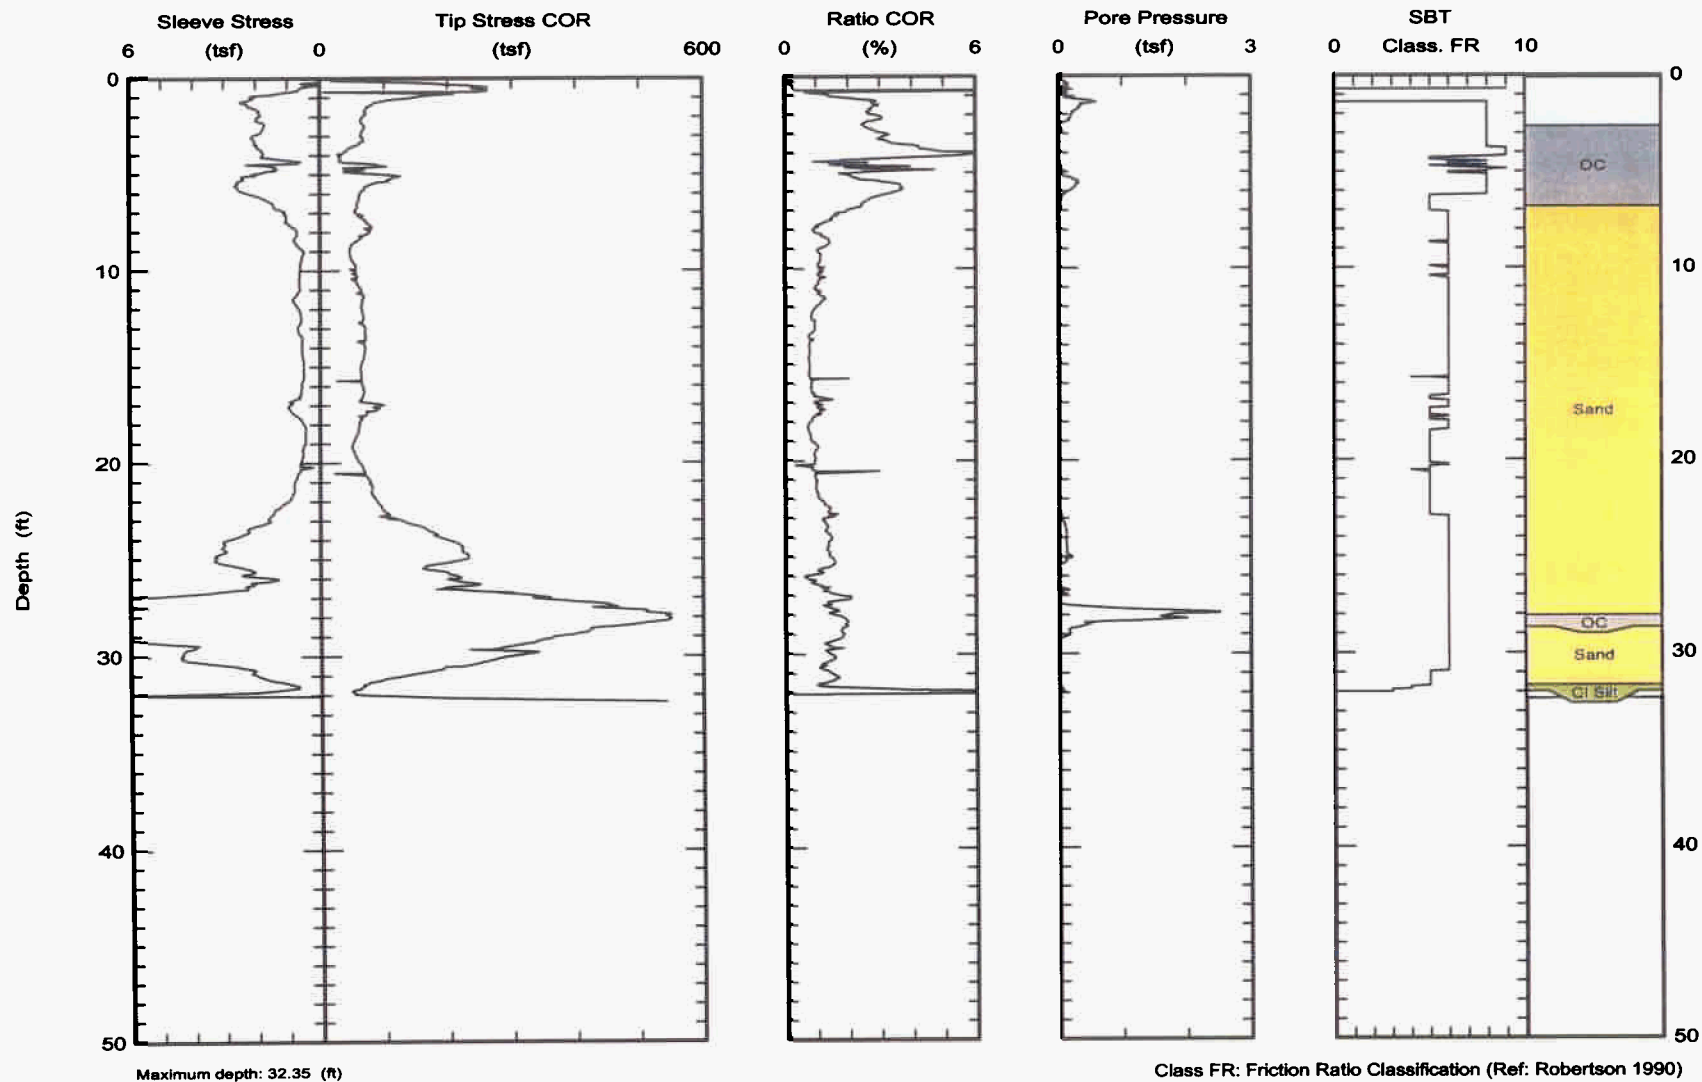 Sleeve Stress Tip Stress COR Ratio COR Pore Pressure SBT
6 (tsf) 0 (tsf) 600 0 (%) 6 0 (tsf) 3 0 Class. FR 10
0 0
OC
10 10
Sand
20 20
Depth (ft)
OC
30 Sand 30
Cl Silt
40 40
50 50
Maximum depth: 32.35 (ft)
Class FR: Friction Ratio Classification (Ref: Robertson 1990)